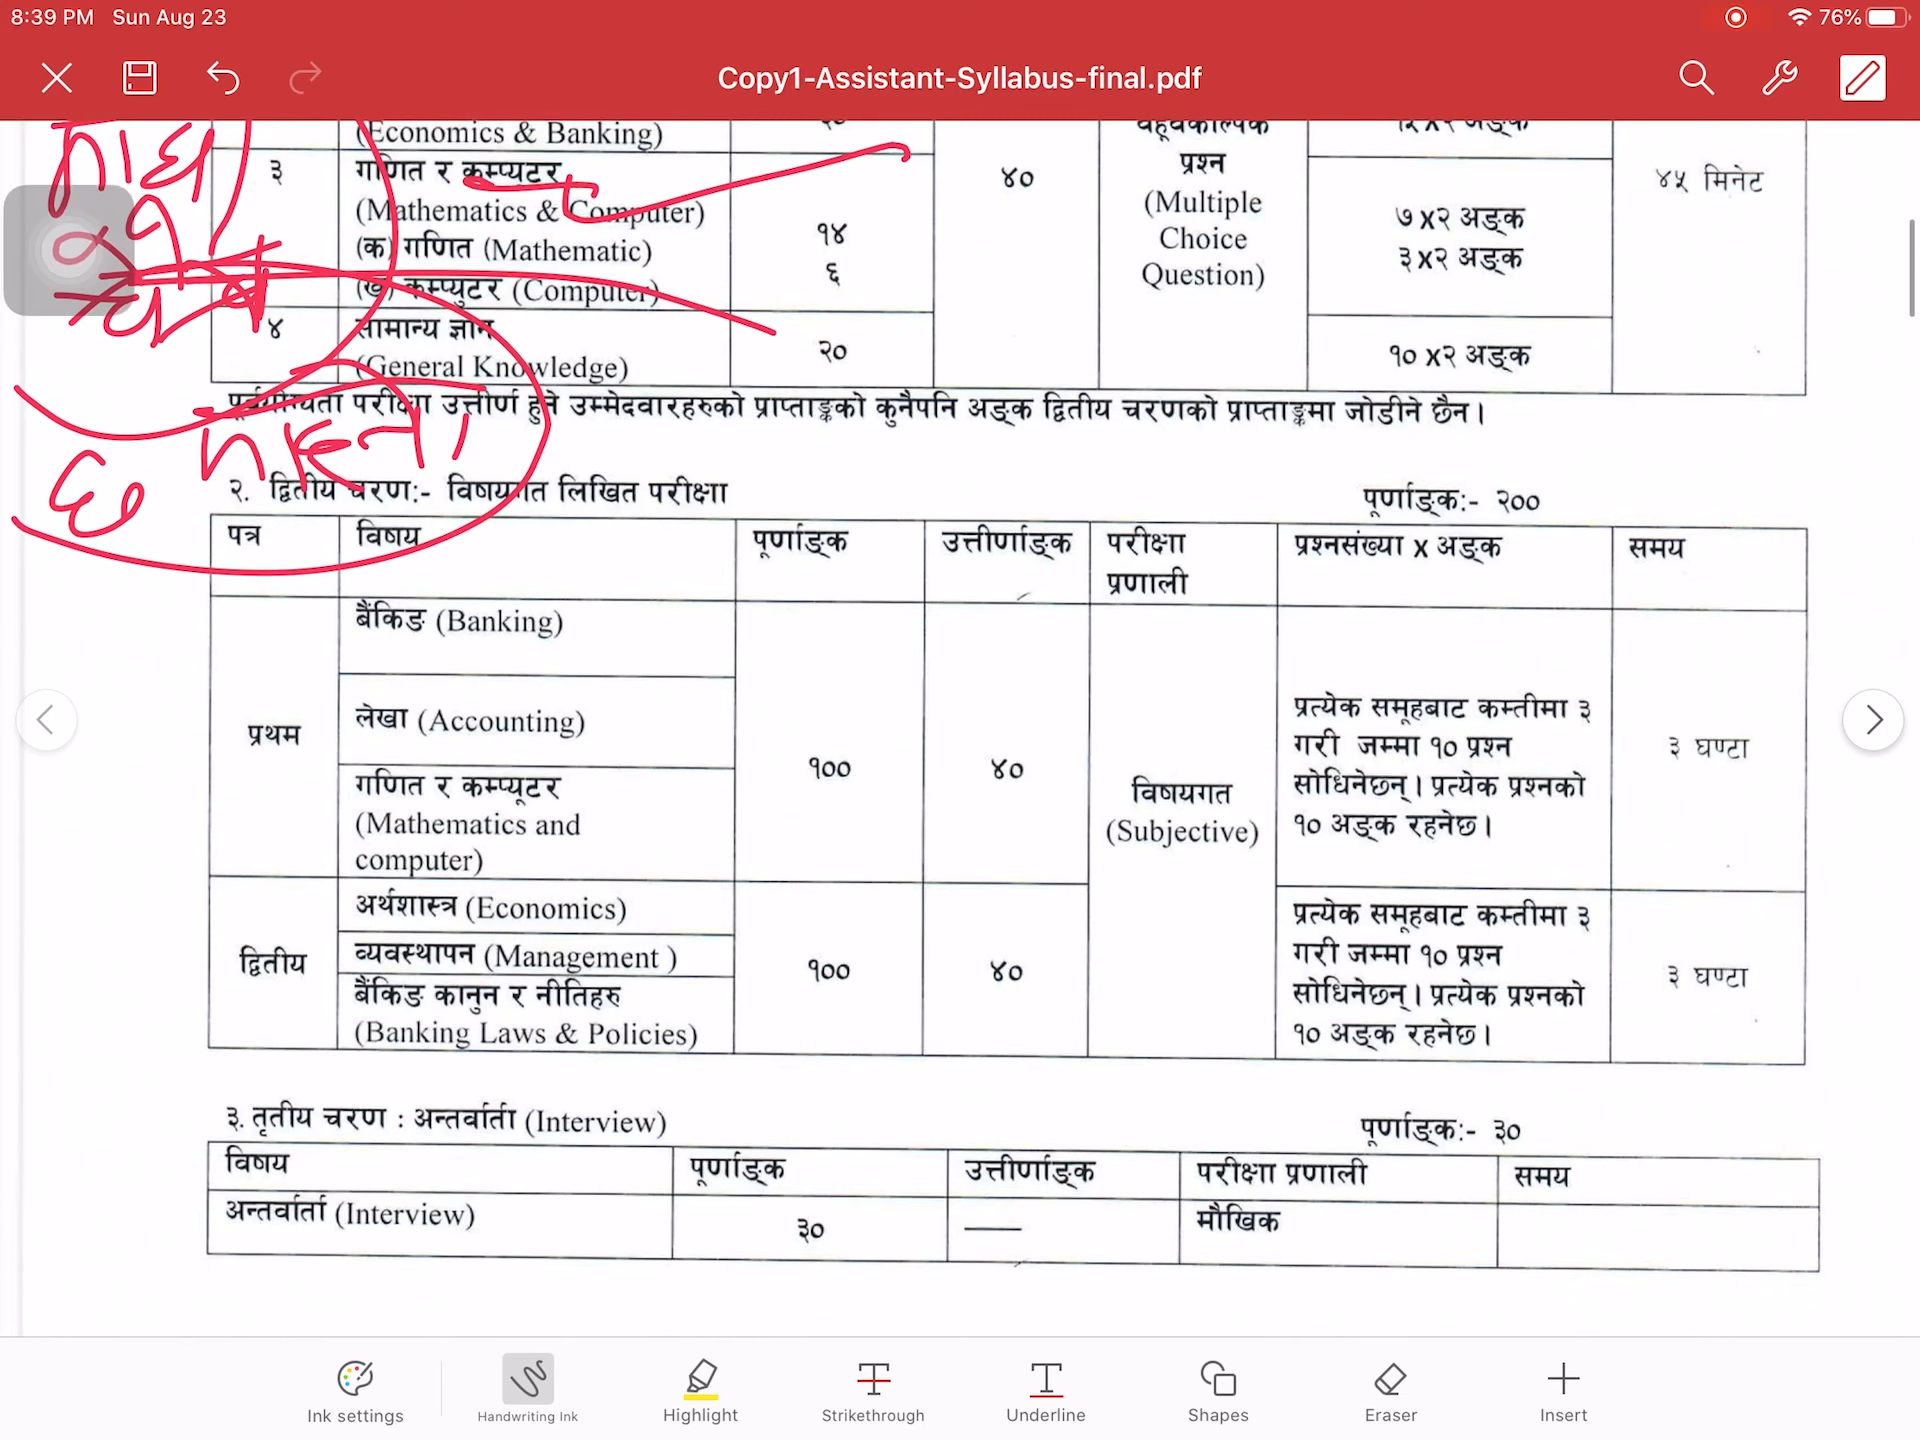 8:39 PM Sun Aug 23
76%
Copy1-Assistant-Syllabus-final.pdf
(Economics & Banking)
३
गणित र कम्प्यूटर
(Mathematics & Computer)
(क) गणित (Mathematic)
१४
(ख) कम्प्युटर (Computer)
६
४०
प्रश्न
(Multiple
Choice
Question)
७ X२ अङ्क
३ X२ अङ्क
४५ मिनेट
४
सामान्य ज्ञान
(General Knowledge)
२०
१० X२ अङ्क
पूर्वयोग्यता परीक्षा उत्तीर्ण हुने उम्मेदवारहरुको प्राप्ताङ्कको कुनैपनि अङ्क द्वितीय चरणको प्राप्ताङ्कमा जोडीने छैन।
२. द्वितीय चरण:- विषयगत लिखित परीक्षा
पूर्णाङ्क:- २००
पत्र
विषय
पूर्णाङ्क
उत्तीर्णाङ्क
परीक्षा
प्रणाली
प्रश्नसंख्या x अङ्क
समय
प्रथम
बैंकिङ (Banking)
लेखा (Accounting)
गणित र कम्प्यूटर
(Mathematics and
computer)
१००
४०
विषयगत
(Subjective)
प्रत्येक समूहबाट कम्तीमा ३
गरी जम्मा १० प्रश्न
सोधिनेछन्। प्रत्येक प्रश्नको
१० अङ्क रहनेछ।
३ घण्टा
द्वितीय
अर्थशास्त्र (Economics)
व्यवस्थापन (Management )
बैंकिङ कानुन र नीतिहरु
(Banking Laws & Policies)
१००
४०
प्रत्येक समूहबाट कम्तीमा ३
गरी जम्मा १० प्रश्न
सोधिनेछन्। प्रत्येक प्रश्नको
१० अङ्क रहनेछ।
३ घण्टा
३. तृतीय चरण : अन्तर्वार्ता (Interview)
पूर्णाङ्क:- ३०
विषय
पूर्णाङ्क
उत्तीर्णाङ्क
परीक्षा प्रणाली
समय
अन्तर्वार्ता (Interview)
३०
मौखिक
Ink settings
Handwriting Ink
Highlight
Strikethrough
Underline
Shapes
Eraser
Insert